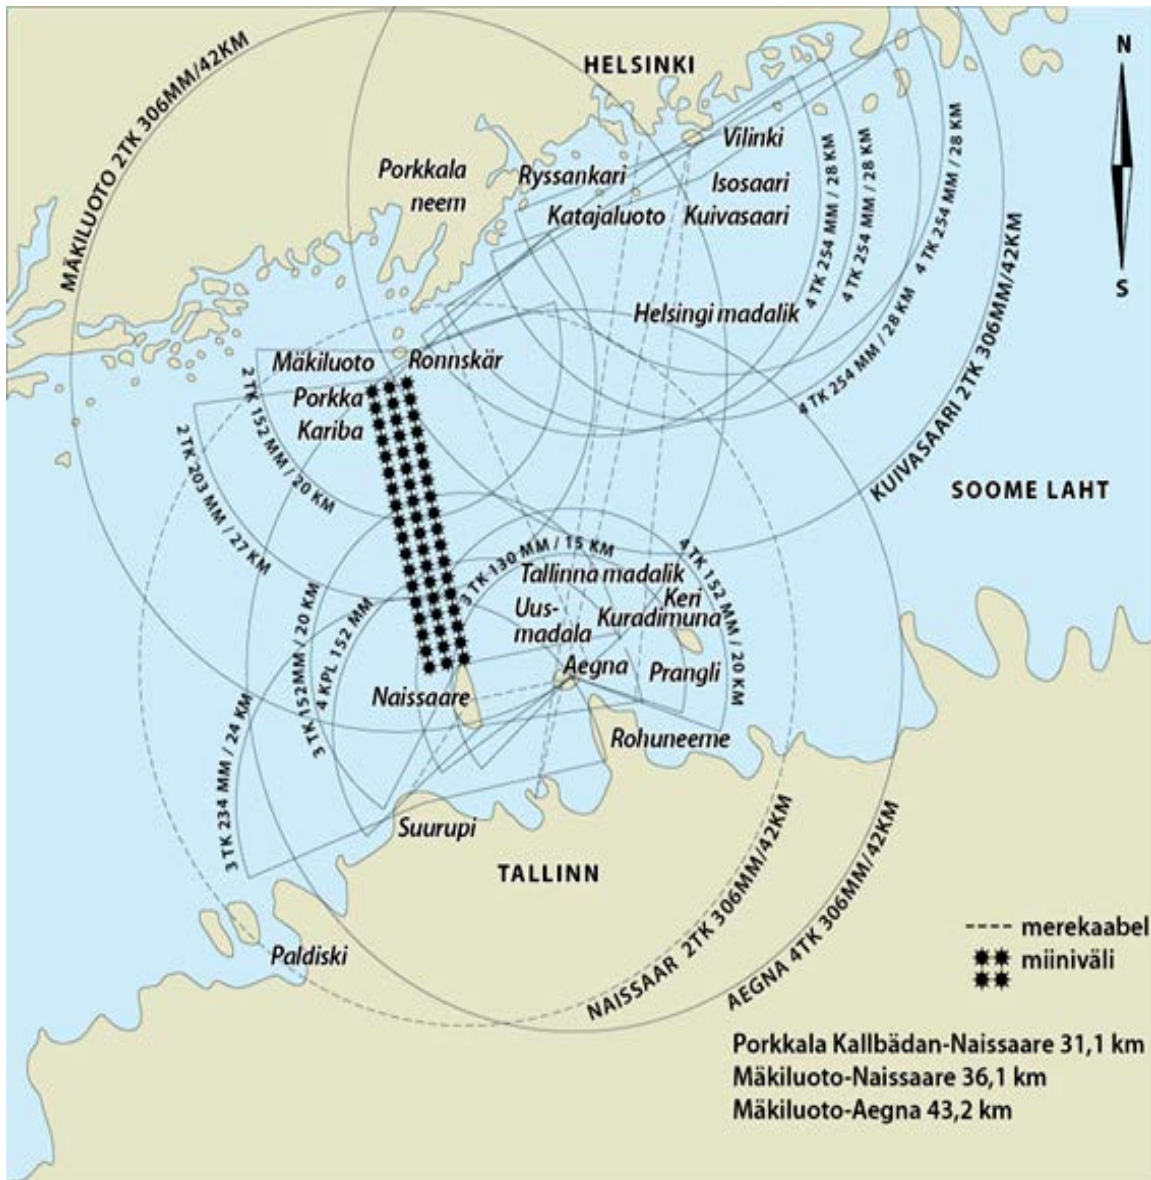 HELSINKI
N
S
MÄKILUOTO 2TK 306MM/42KM
Porkkala
neem
Ryssankari
Vilinki
Isosaari
Katajaluoto
Kuivasaari
4 TK 254 MM / 28 KM
4 TK 254 MM / 28 KM
4 TK 254 MM / 28 KM
4 TK 254 MM / 28 KM
Helsingi madalik
KUIVASAARI 2TK 306MM/42KM
Mäkiluoto
Ronnskär
Porkka
Kariba
2 TK 152 MM / 20 KM
2 TK 203 MM / 27 KM
SOOME LAHT
3 TK 130 MM / 15 KM
4 TK 152 MM / 20 KM
Tallinna madalik
Keri
Uus-
madala
Kuradimuna
3 TK 152MM / 20 KM
4 KPL 152 MM
Aegna
Prangli
Naissaare
Rohuneeme
3 TK 234 MM / 24 KM
Suurupi
TALLINN
Paldiski
NAISSAAR 2TK 306MM/42KM
AEGNA 4TK 306MM/42KM
merekaabel
miiniväli
Porkkala Kallbädan-Naissaare 31,1 km
Mäkiluoto-Naissaare 36,1 km
Mäkiluoto-Aegna 43,2 km